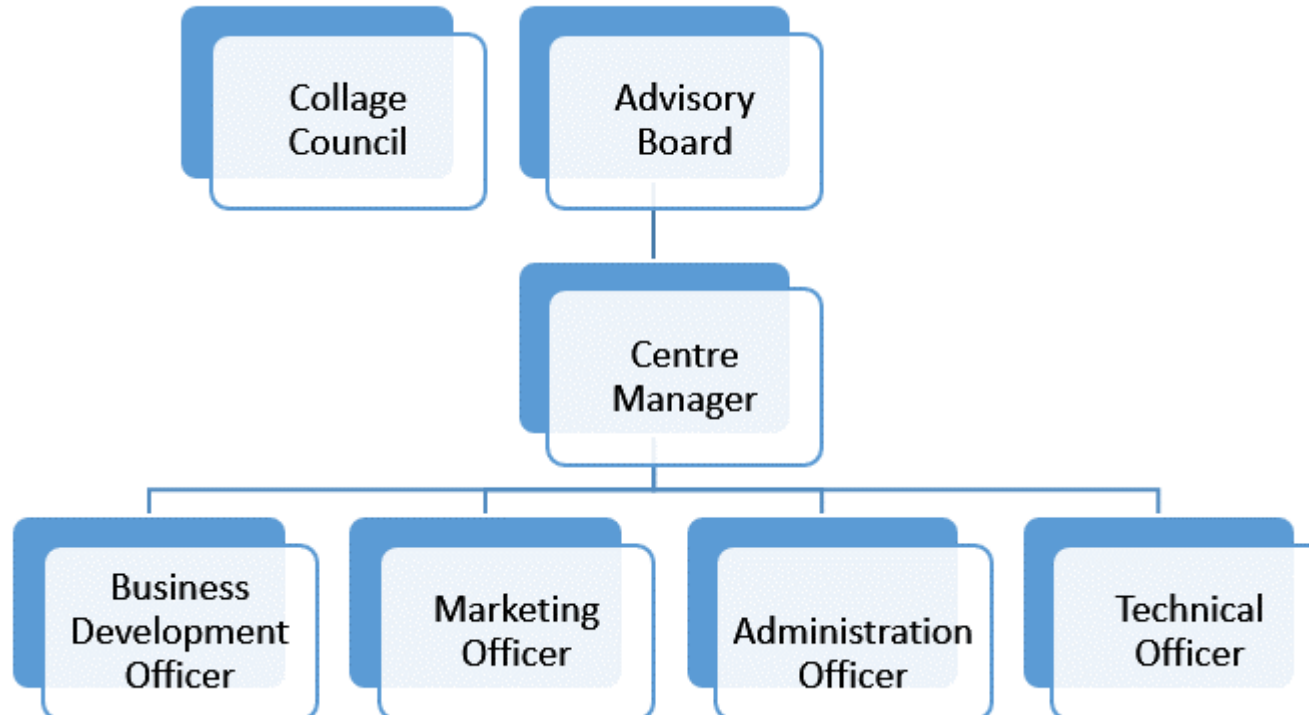 Collage
Council
Advisory
Board
Centre
Manager
Business
Development
Officer
Marketing
Officer
Administration
Officer
Technical
Officer